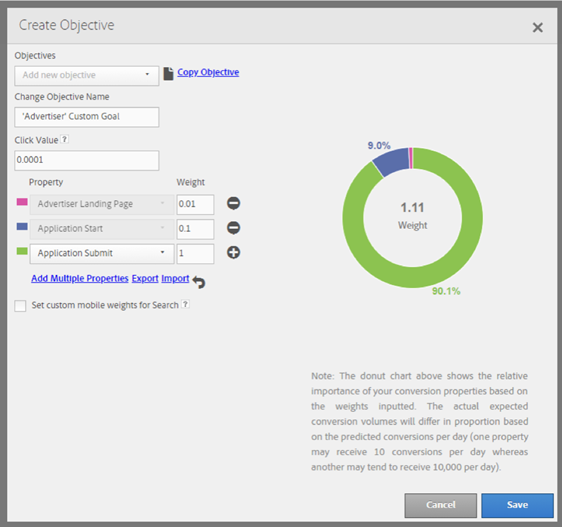 Create Objective
Objectives
Add new objective
Copy Objective
Change Objective Name
'Advertiser' Custom Goal
Click Value ?
0.0001
Property Weight
Advertiser Landing Page 0.01
Application Start 0.1
Application Submit 1
Add Multiple Properties Export Import
Set custom mobile weights for Search ?
9.0%
1.11
Weight
90.1%
Note: The donut chart above shows the relative
importance of your conversion properties based on
the weights inputted. The actual expected
conversion volumes will differ in proportion based
on the predicted conversions per day (one property
may receive 10 conversions per day whereas
another may tend to receive 10,000 per day).
Cancel Save